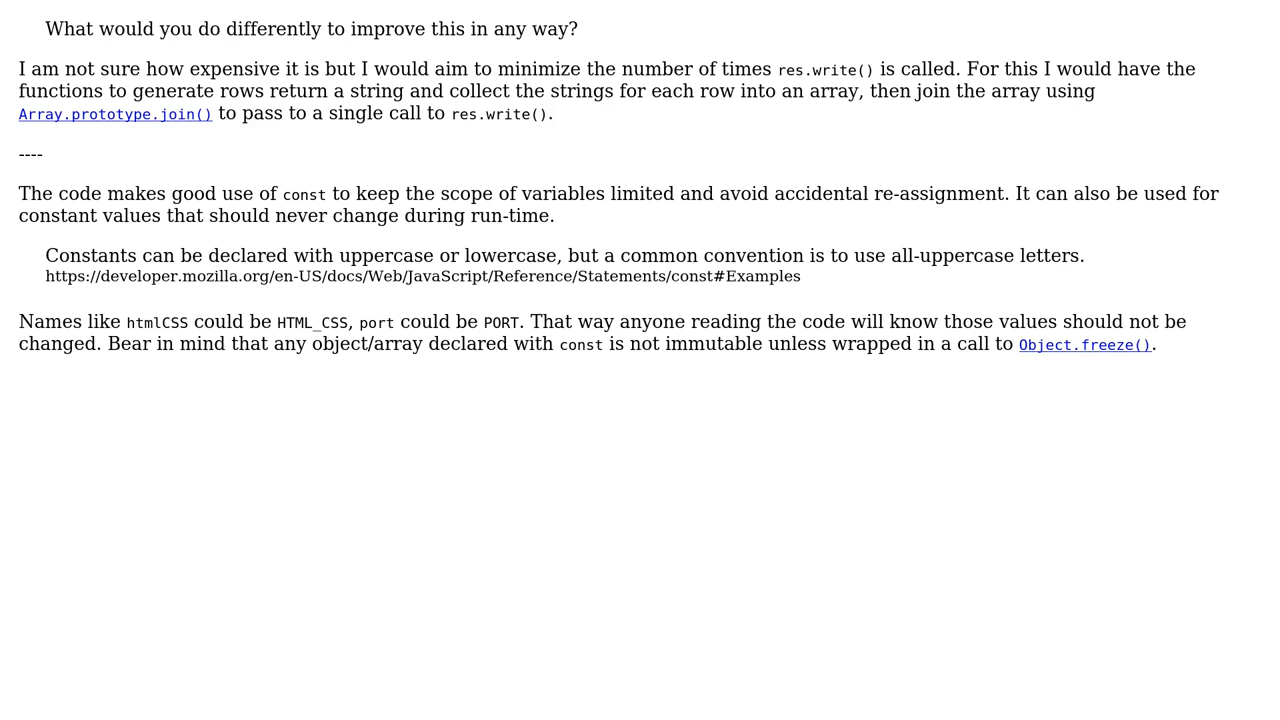 What would you do differently to improve this in any way?
I am not sure how expensive it is but I would aim to minimize the number of times res.write() is called. For this I would have the
functions to generate rows return a string and collect the strings for each row into an array, then join the array using
Array.prototype.join() to pass to a single call to res.write().
----
The code makes good use of const to keep the scope of variables limited and avoid accidental re-assignment. It can also be used for
constant values that should never change during run-time.
Constants can be declared with uppercase or lowercase, but a common convention is to use all-uppercase letters.
https://developer.mozilla.org/en-US/docs/Web/JavaScript/Reference/Statements/const#Examples
Names like htmlCSS could be HTML_CSS, port could be PORT. That way anyone reading the code will know those values should not be
changed. Bear in mind that any object/array declared with const is not immutable unless wrapped in a call to Object.freeze().